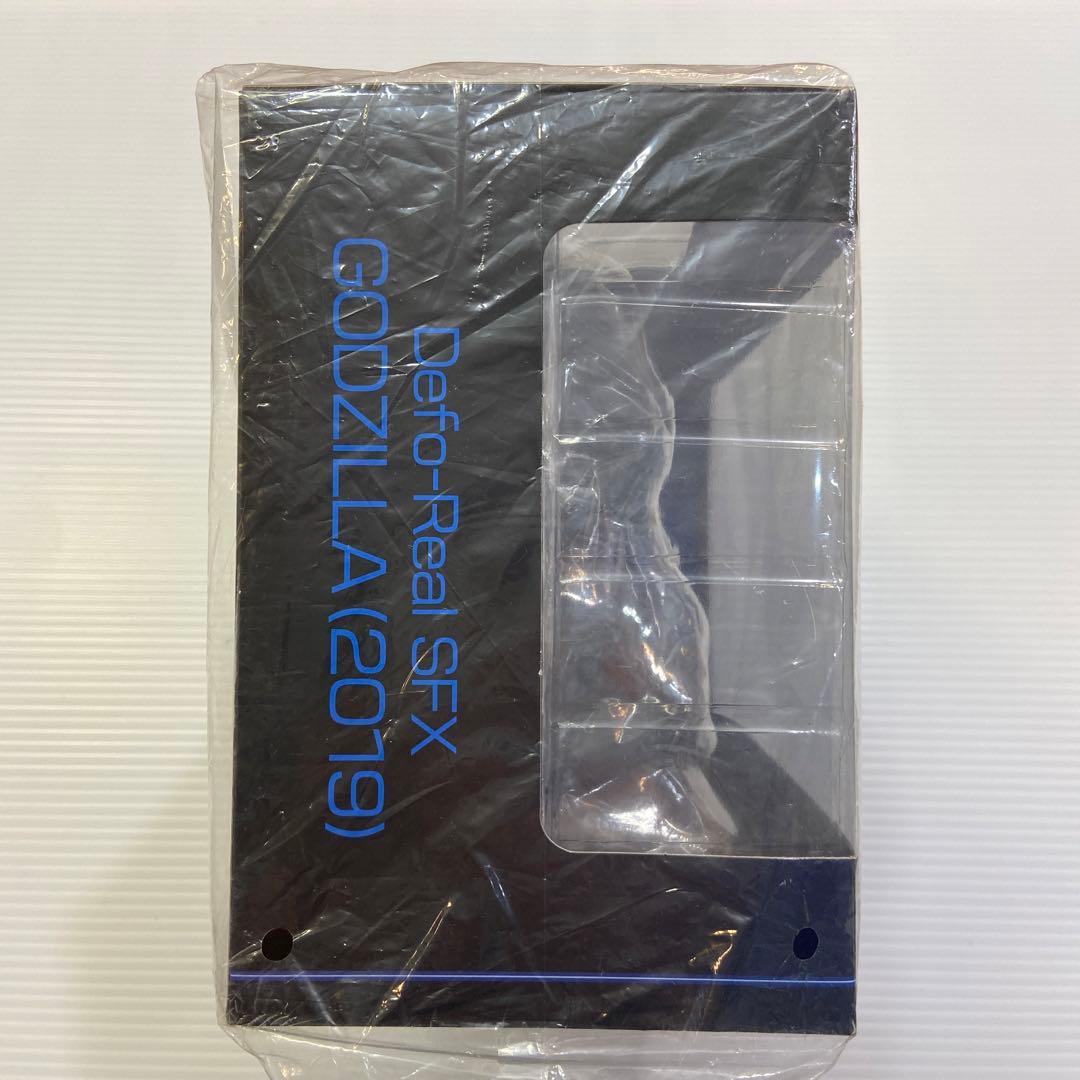 Defo-Real SFX
GODZILLA (2019)